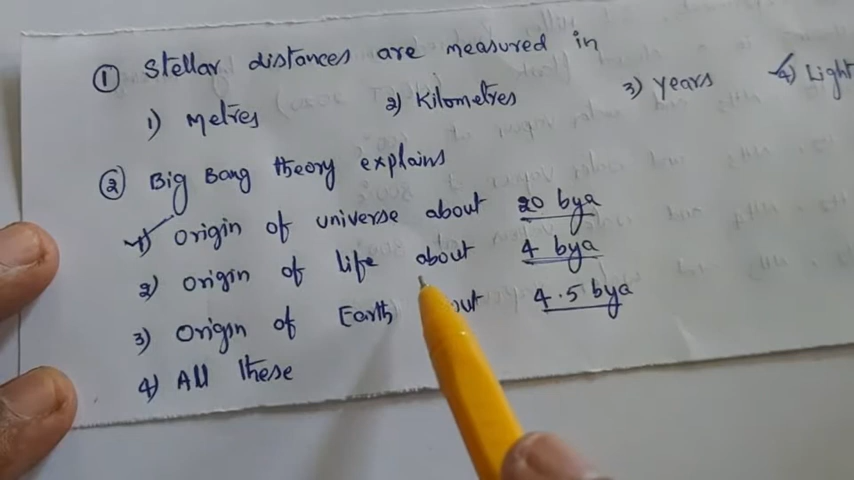 ① Stellar distances are measured in
1) Metres 2) Kilometres 3) Years 4) Light
② Big Bang theory explains
1) Origin of universe about 20 bya
2) Origin of life about 4 bya
3) Origin of Earth out 4.5 bya
4) All these